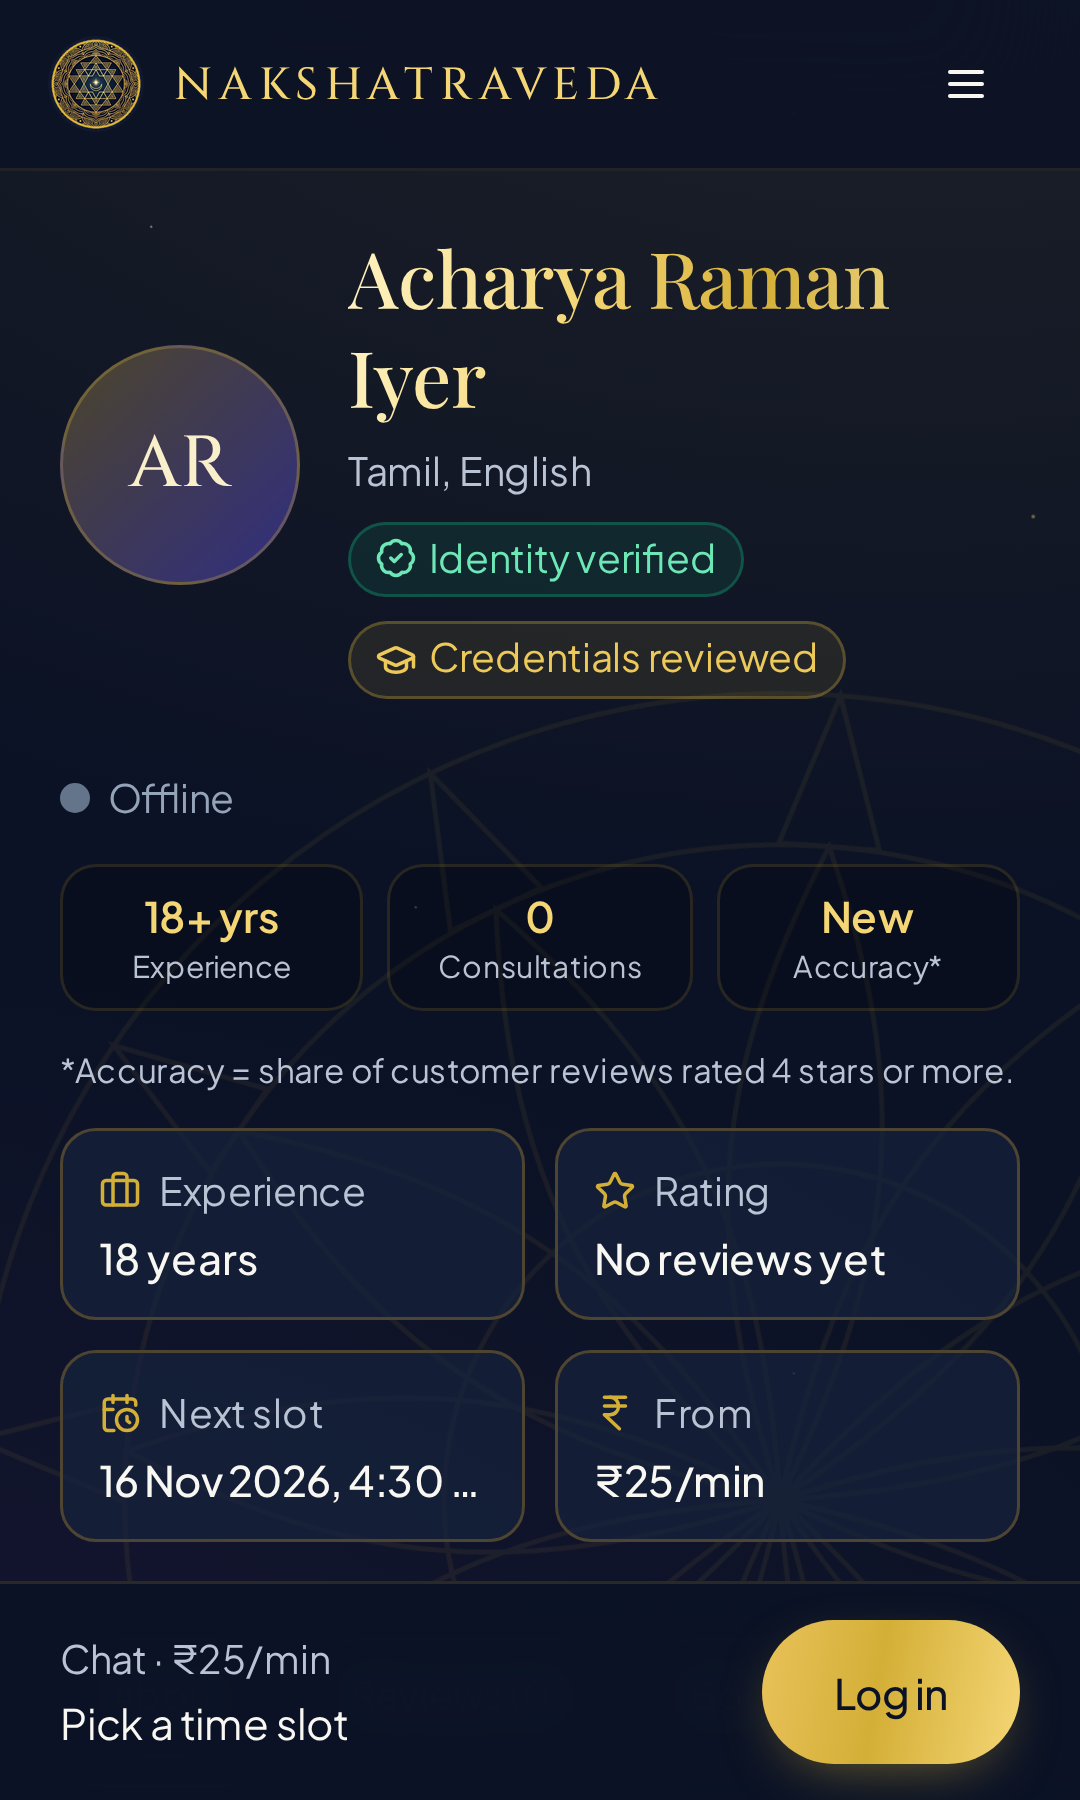 NAKSHATRAVEDA
Acharya Raman
Iyer
AR
Tamil, English
Identity verified
Credentials reviewed
Offline
18+ yrs
Experience
0
Consultations
New
Accuracy*
*Accuracy = share of customer reviews rated 4 stars or more.
Experience
18 years
Rating
No reviews yet
Next slot
16 Nov 2026, 4:30 ...
From
₹25/min
Chat · ₹25/min
Pick a time slot
Log in